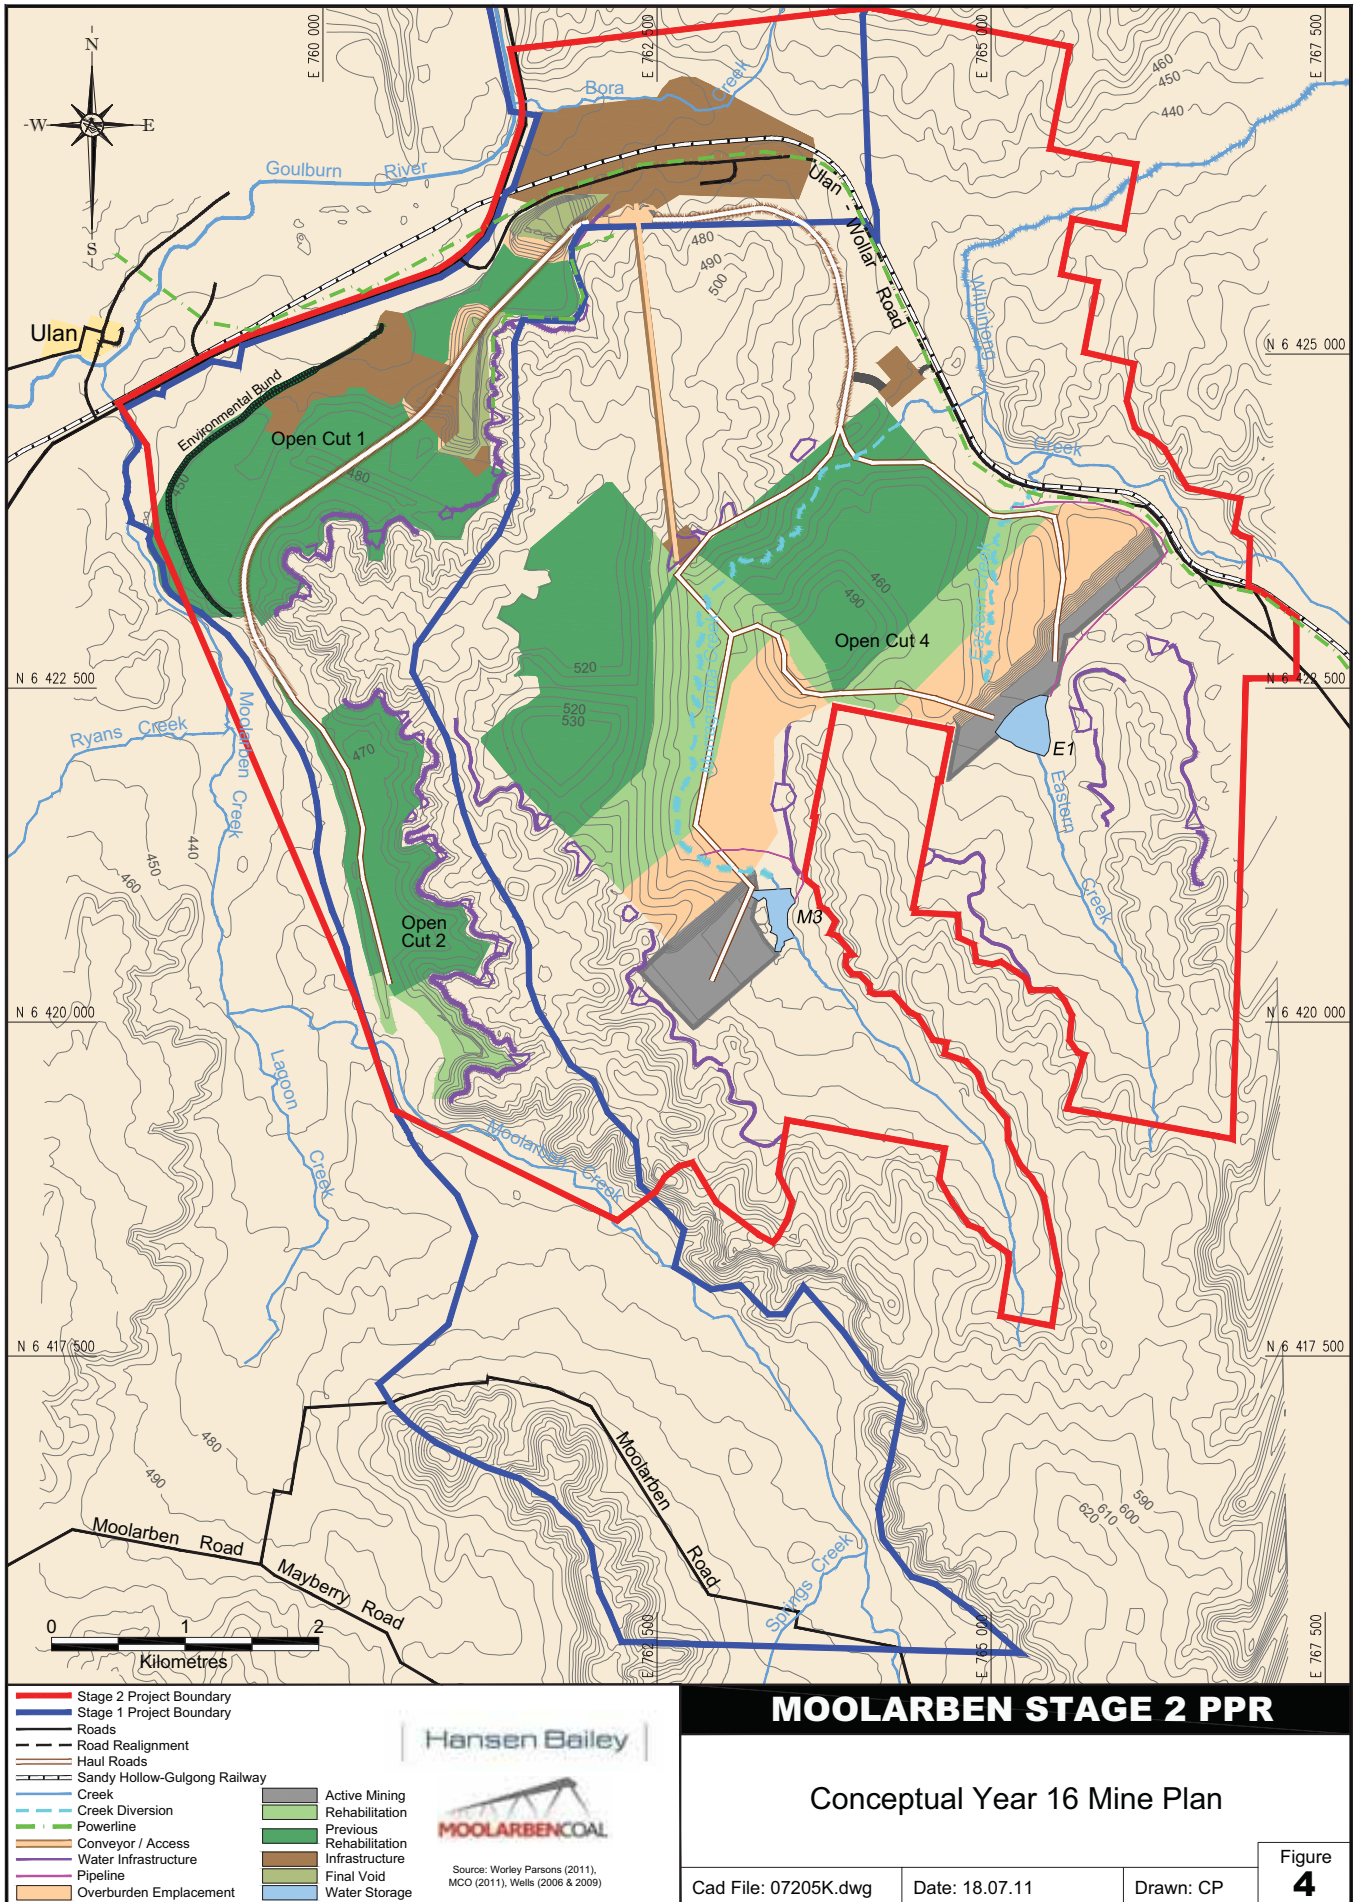 E 760 000
E 762 500
E 765 000
E 767 500
N
W
E
S
Bora
Creek
Goulburn
River
460
450
440
Ulan
-
Wollar
Road
480
490
500
Wilpinjong
Creek
Ulan
N 6 425 000
Environmental Bund
Open Cut 1
450
480
460
490
Open Cut 4
Eastern Creek
Murragamba Creek
520
520
530
N 6 422 500
N 6 422 500
Ryans Creek
Moolarben Creek
470
E1
Eastern
Creek
440
450
460
Open
Cut 2
M3
N 6 420 000
N 6 420 000
Lagoon
Creek
Moolarben Creek
N 6 417 500
N 6 417 500
480
490
Moolarben
Road
590
600
610
620
Moolarben Road
Mayberry Road
Springs Creek
0 1 2
Kilometres
E 762 500
E 765 000
E 767 500
Stage 2 Project Boundary
Stage 1 Project Boundary
Roads
Road Realignment
Haul Roads
Sandy Hollow-Gulgong Railway
Creek
Creek Diversion
Powerline
Conveyor / Access
Water Infrastructure
Pipeline
Overburden Emplacement
Active Mining
Rehabilitation
Previous
Rehabilitation
Infrastructure
Final Void
Water Storage
Hansen Bailey
MOOLARBENCOAL
Source: Worley Parsons (2011),
MCO (2011), Wells (2006 & 2009)
MOOLARBEN STAGE 2 PPR
Conceptual Year 16 Mine Plan
Cad File: 07205K.dwg
Date: 18.07.11
Drawn: CP
Figure
4